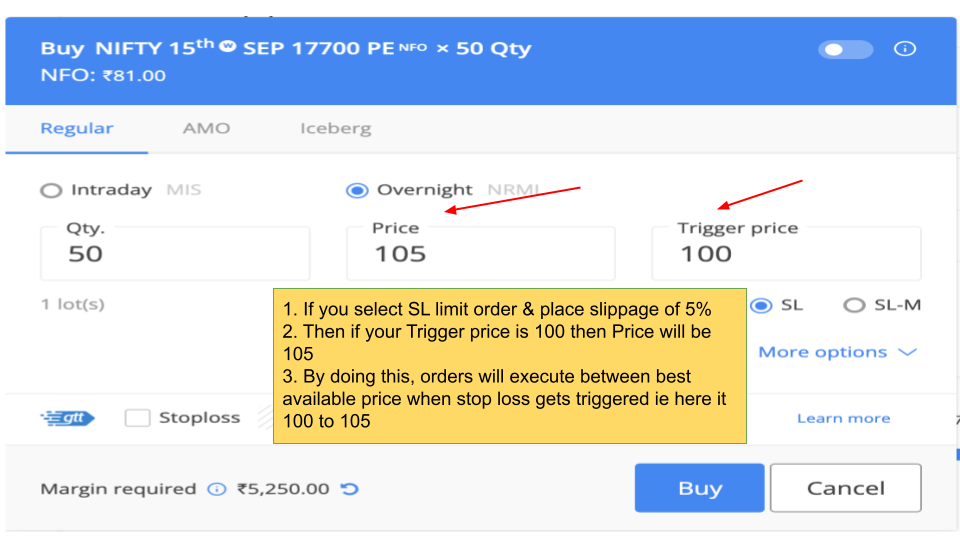 Buy NIFTY 15th W SEP 17700 PE NFO × 50 Qty
NFO: ₹81.00
Regular AMO Iceberg
Intraday MIS Overnight NRML
Qty. Price Trigger price
50 105 100
1 lot(s) SL SL-M
1. If you select SL limit order & place slippage of 5%
2. Then if your Trigger price is 100 then Price will be
105
3. By doing this, orders will execute between best
available price when stop loss gets triggered ie here it
100 to 105
More options
gtt Stoploss Learn more
Margin required ₹5,250.00
Buy Cancel